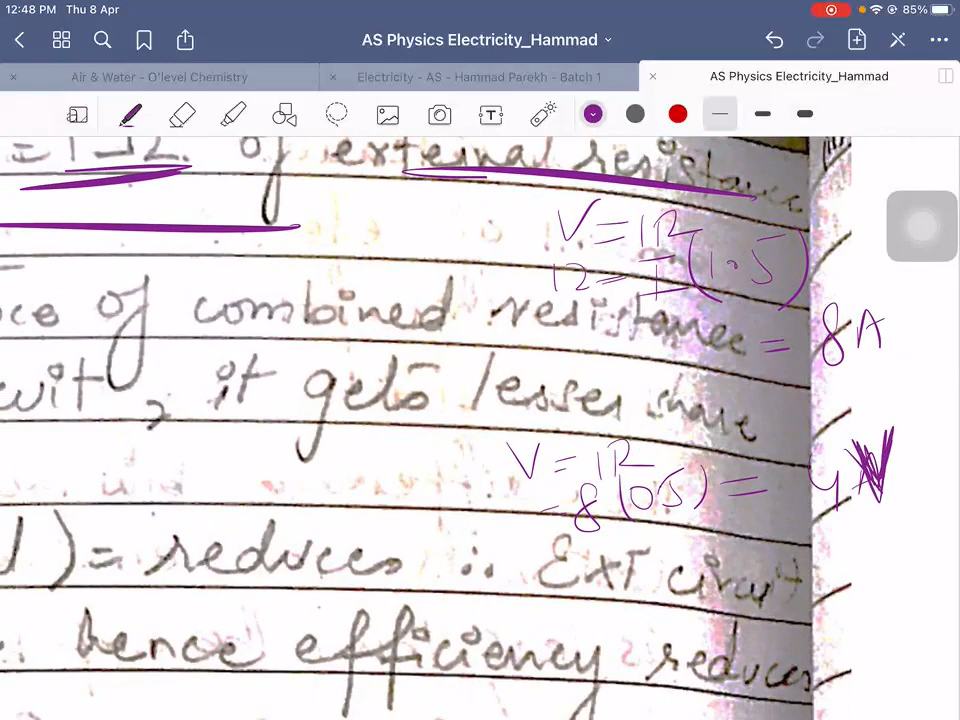 12:48 PM Thu 8 Apr
85%
AS Physics Electricity_Hammad
Air & Water - O'level Chemistry
Electricity - AS - Hammad Parekh - Batch 1
AS Physics Electricity_Hammad
of external resistance
V = IR
12 = I (1.5)
of combined resistance = 8A
it gets lesser share
V = IR
= 8 (0.5) = 4V
) = reduces ∴ EXT circuit
hence efficiency reduces